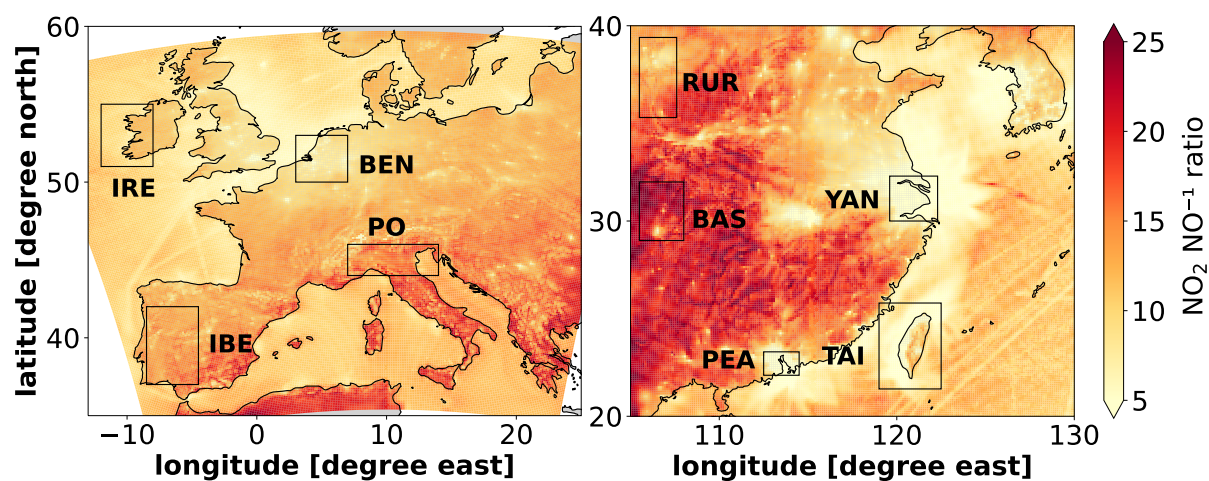 60
50
40
−10
0
10
20
latitude [degree north]
longitude [degree east]
IRE
BEN
PO
IBE
40
30
20
110
120
130
longitude [degree east]
RUR
BAS
YAN
PEA
TAI
25
20
15
10
5
NO₂ NO⁻¹ ratio